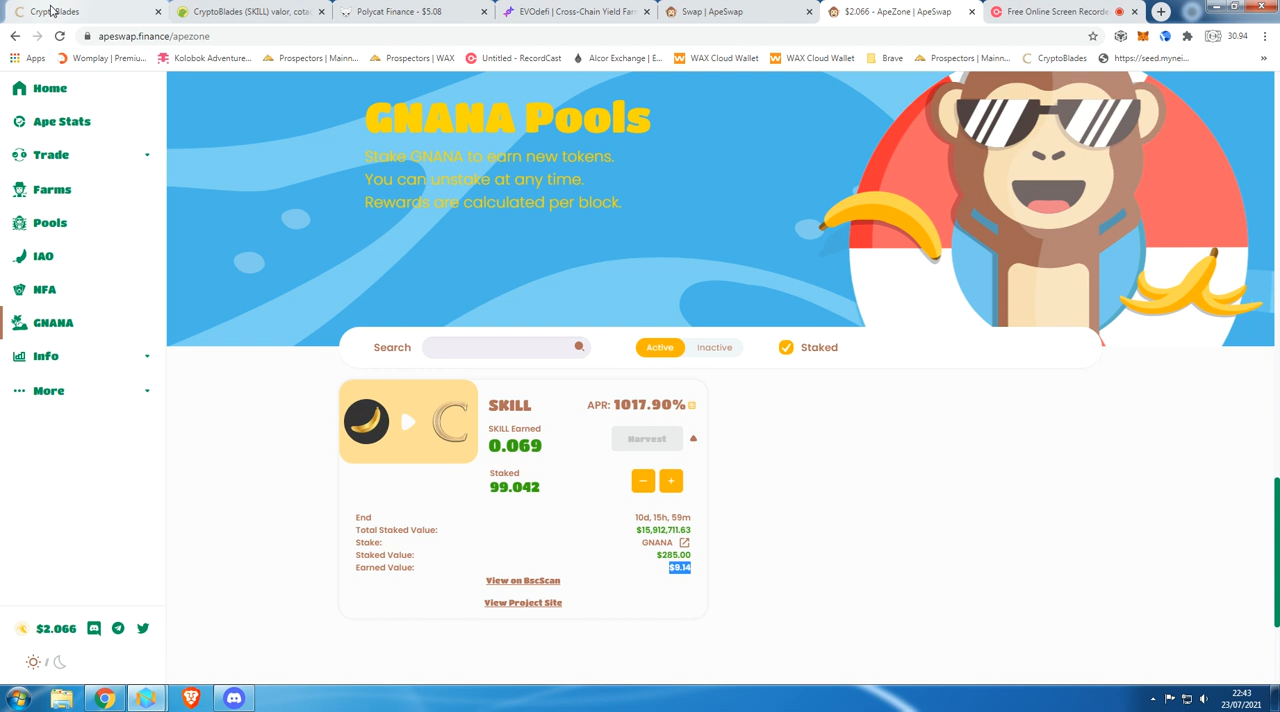 CryptoBlades
CryptoBlades (SKILL) valor, cota
Polycat Finance - $5.08
EVOdefi | Cross-Chain Yield Farm
Swap | ApeSwap
$2.066 - ApeZone | ApeSwap
Free Online Screen Recorde
apeswap.finance/apezone
30.94
Apps
Womplay | Premiu...
Kolobok Adventure...
Prospectors | Mainn...
Prospectors | WAX
Untitled - RecordCast
Alcor Exchange | E...
WAX Cloud Wallet
WAX Cloud Wallet
Brave
Prospectors | Mainn...
CryptoBlades
https://seed.mynei...
»
Home
Ape Stats
Trade
Farms
Pools
IAO
NFA
GNANA
Info
More
$2.066
/
GNANA Pools
Stake GNANA to earn new tokens.
You can unstake at any time.
Rewards are calculated per block.
Search
Active
Inactive
Staked
SKILL
APR: 1017.90%
SKILL Earned
0.069
Harvest
Staked
99.042
−
+
End
10d, 15h, 59m
Total Staked Value:
$15,912,711.63
Stake:
GNANA
Staked Value:
$285.00
Earned Value:
$9.14
View on BscScan
View Project Site
22:43
23/07/2021